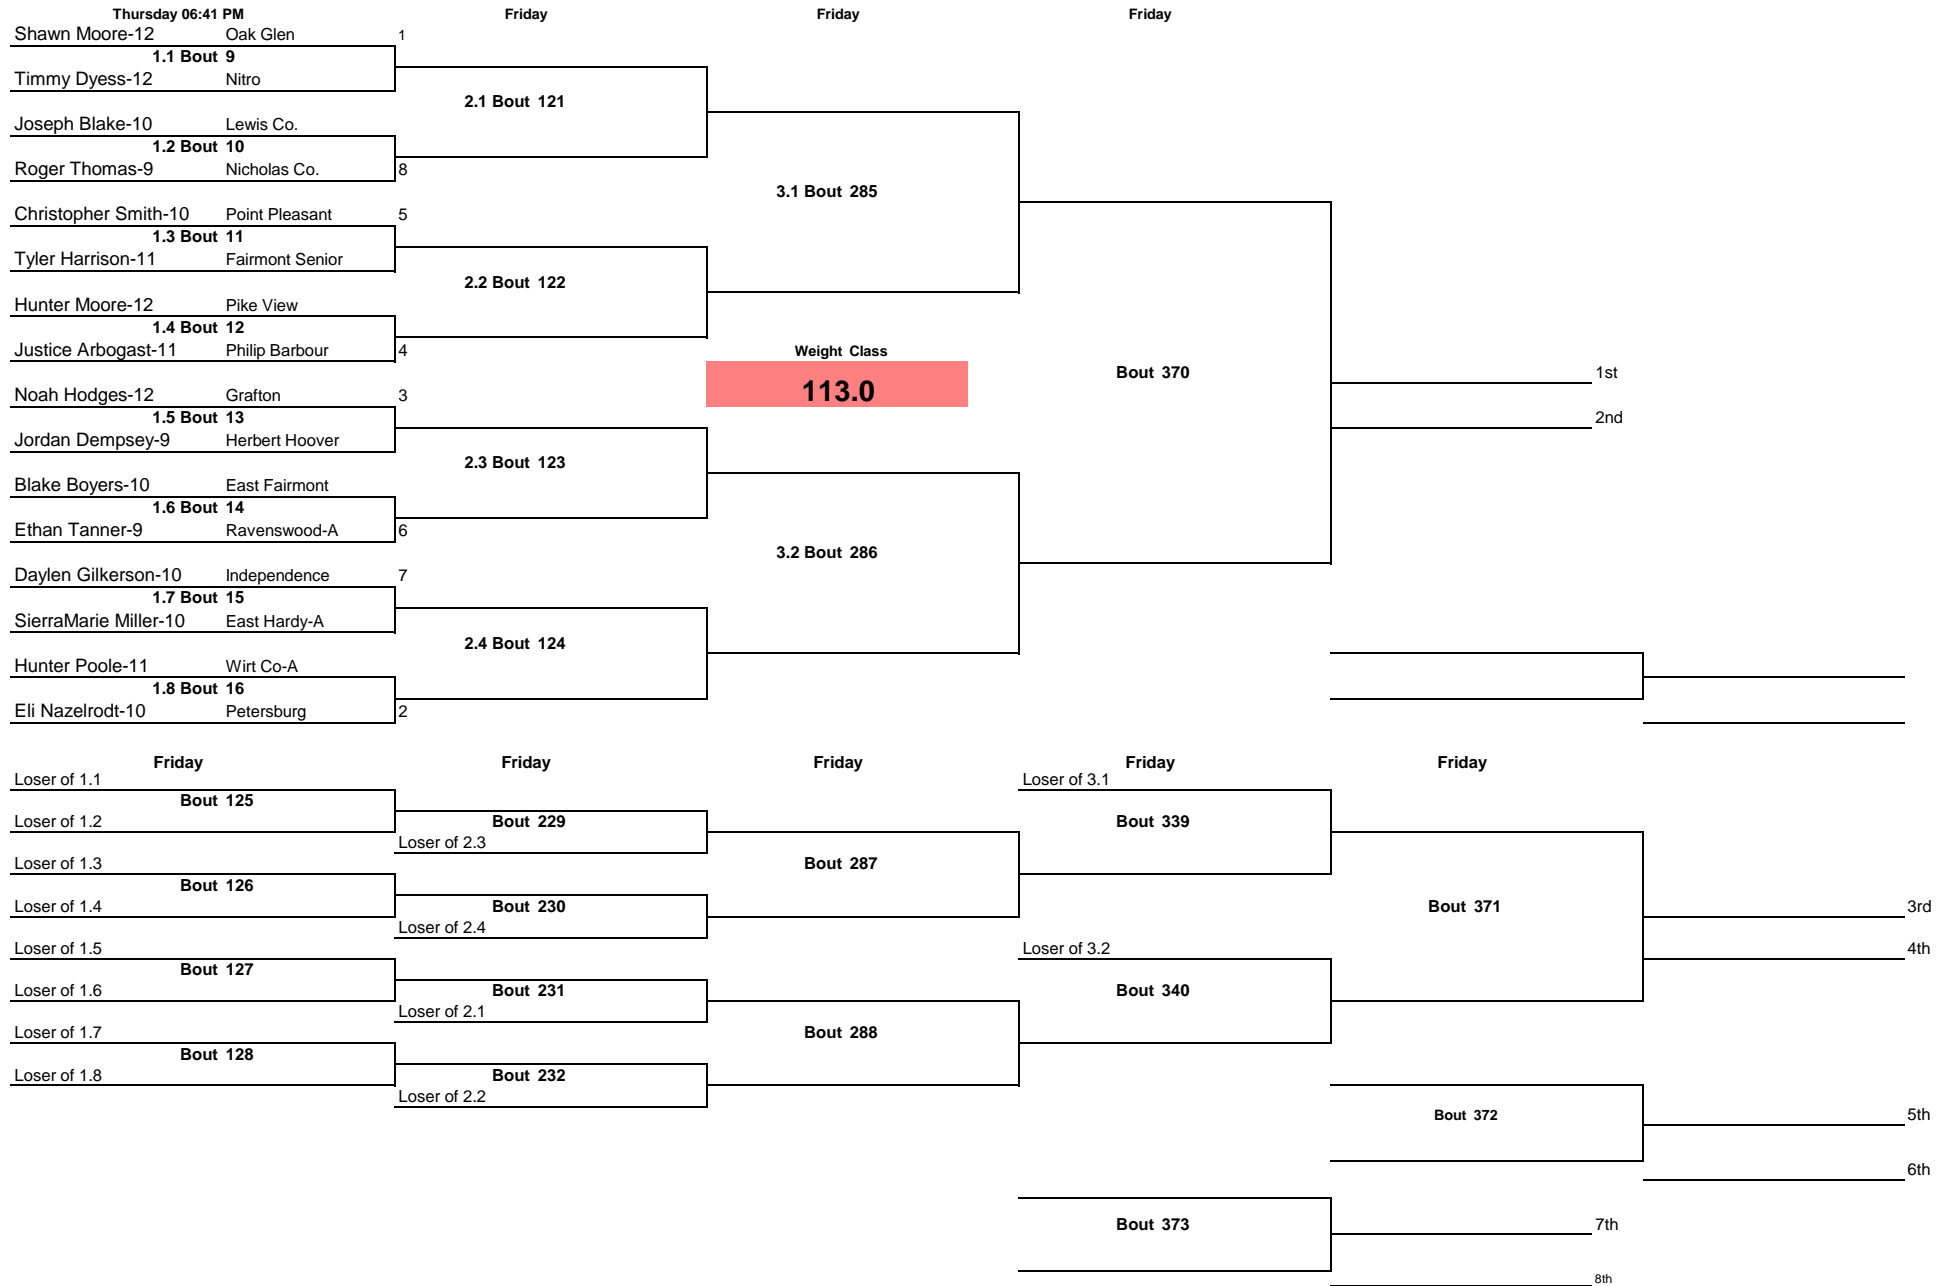 Thursday 06:41 PM Friday Friday Friday
Shawn Moore-12 Oak Glen 1
1.1 Bout 9
Timmy Dyess-12 Nitro
2.1 Bout 121
Joseph Blake-10 Lewis Co.
1.2 Bout 10
Roger Thomas-9 Nicholas Co. 8
3.1 Bout 285
Christopher Smith-10 Point Pleasant 5
1.3 Bout 11
Tyler Harrison-11 Fairmont Senior
2.2 Bout 122
Hunter Moore-12 Pike View
1.4 Bout 12
Justice Arbogast-11 Philip Barbour 4
Weight Class
113.0
Bout 370
1st
2nd
Noah Hodges-12 Grafton 3
1.5 Bout 13
Jordan Dempsey-9 Herbert Hoover
2.3 Bout 123
Blake Boyers-10 East Fairmont
1.6 Bout 14
Ethan Tanner-9 Ravenswood-A 6
3.2 Bout 286
Daylen Gilkerson-10 Independence 7
1.7 Bout 15
SierraMarie Miller-10 East Hardy-A
2.4 Bout 124
Hunter Poole-11 Wirt Co-A
1.8 Bout 16
Eli Nazelrodt-10 Petersburg 2
Friday Friday Friday Friday Friday
Loser of 1.1 Loser of 3.1
Bout 125
Loser of 1.2 Bout 229 Bout 339
Loser of 2.3
Loser of 1.3 Bout 287
Bout 126
Loser of 1.4 Bout 230 Bout 371 3rd
Loser of 2.4
Loser of 1.5 Loser of 3.2 4th
Bout 127
Loser of 1.6 Bout 231 Bout 340
Loser of 2.1
Loser of 1.7 Bout 288
Bout 128
Loser of 1.8 Bout 232
Loser of 2.2
Bout 372 5th
6th
Bout 373 7th
8th